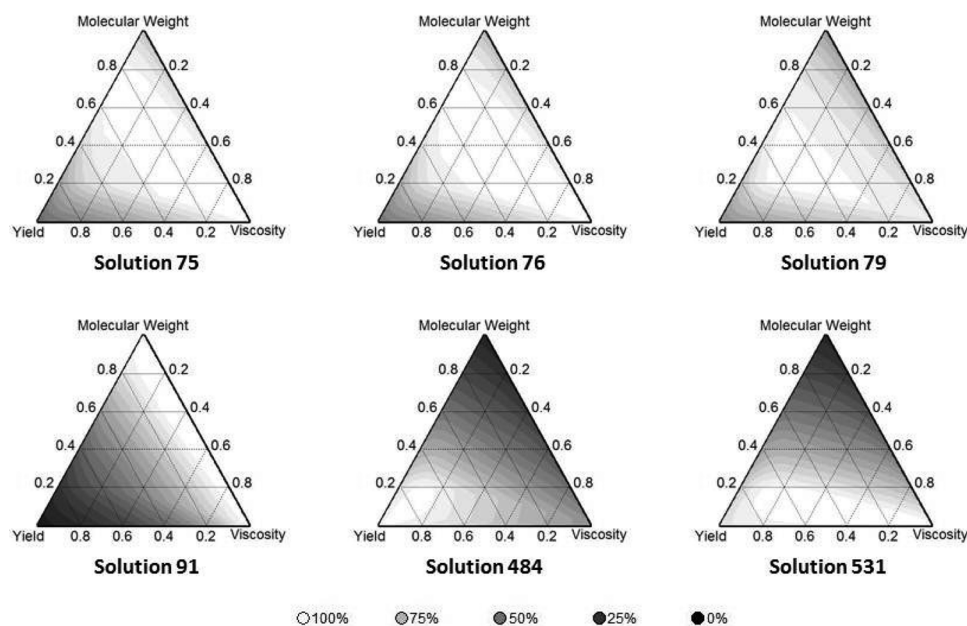 Molecular Weight Molecular Weight Molecular Weight
0.8 0.2 0.8 0.2 0.8 0.2
0.6 0.4 0.6 0.4 0.6 0.4
0.4 0.6 0.4 0.6 0.4 0.6
0.2 0.8 0.2 0.8 0.2 0.8
Yield 0.8 0.6 0.4 0.2 Viscosity Yield 0.8 0.6 0.4 0.2 Viscosity Yield 0.8 0.6 0.4 0.2 Viscosity
Solution 75 Solution 76 Solution 79
Molecular Weight Molecular Weight Molecular Weight
0.8 0.2 0.8 0.2 0.8 0.2
0.6 0.4 0.6 0.4 0.6 0.4
0.4 0.6 0.4 0.6 0.4 0.6
0.2 0.8 0.2 0.8 0.2 0.8
Yield 0.8 0.6 0.4 0.2 Viscosity Yield 0.8 0.6 0.4 0.2 Viscosity Yield 0.8 0.6 0.4 0.2 Viscosity
Solution 91 Solution 484 Solution 531
100% 75% 50% 25% 0%